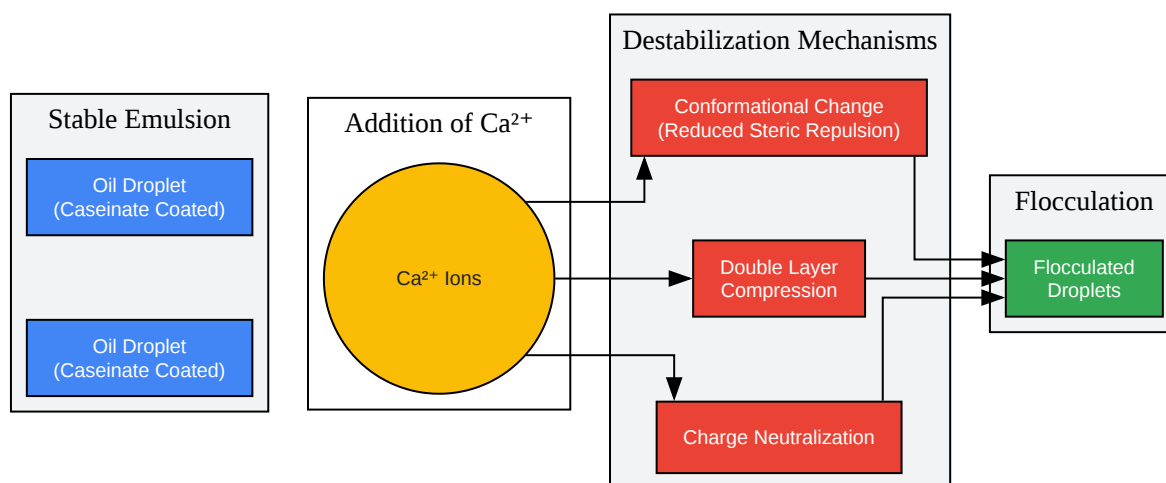 Stable Emulsion
Oil Droplet
(Caseinate Coated)
Oil Droplet
(Caseinate Coated)
Addition of Ca²⁺
Ca²⁺ Ions
Destabilization Mechanisms
Conformational Change
(Reduced Steric Repulsion)
Double Layer
Compression
Charge Neutralization
Flocculation
Flocculated
Droplets